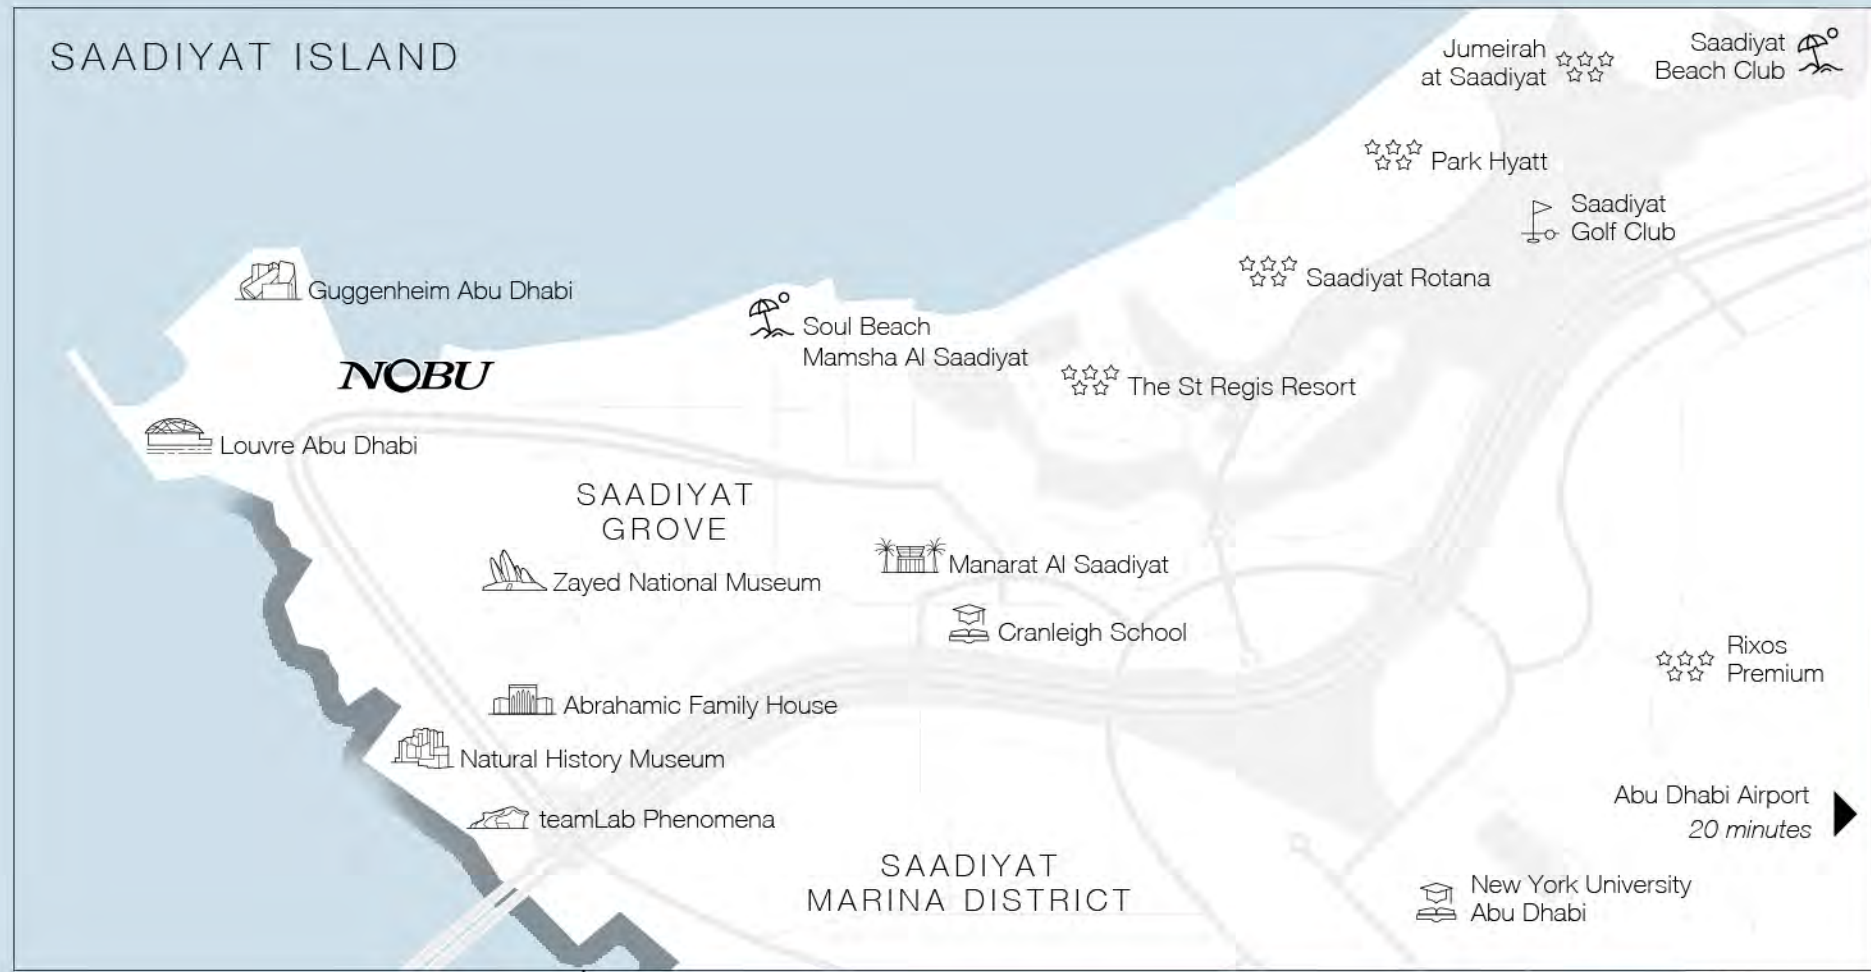 SAADIYAT ISLAND
Jumeirah
at Saadiyat
Saadiyat
Beach Club
Park Hyatt
Saadiyat
Golf Club
Saadiyat Rotana
Guggenheim Abu Dhabi
Soul Beach
Mamsha Al Saadiyat
NOBU
The St Regis Resort
Louvre Abu Dhabi
SAADIYAT
GROVE
Manarat Al Saadiyat
Zayed National Museum
Cranleigh School
Rixos
Premium
Abrahamic Family House
Natural History Museum
Abu Dhabi Airport
20 minutes
teamLab Phenomena
SAADIYAT
MARINA DISTRICT
New York University
Abu Dhabi